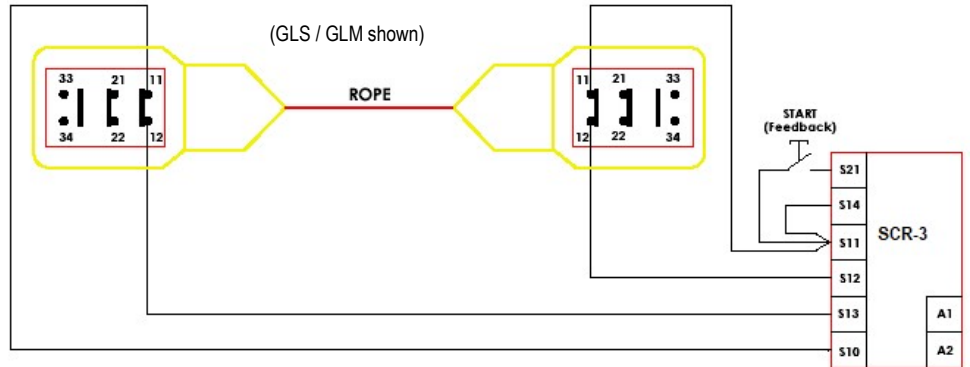 (GLS / GLM shown)
33 21 11
34 22 12
ROPE
11 21 33
12 22 34
START
(Feedback)
S21
S14
S11
SCR-3
S12
S13 A1
S10 A2